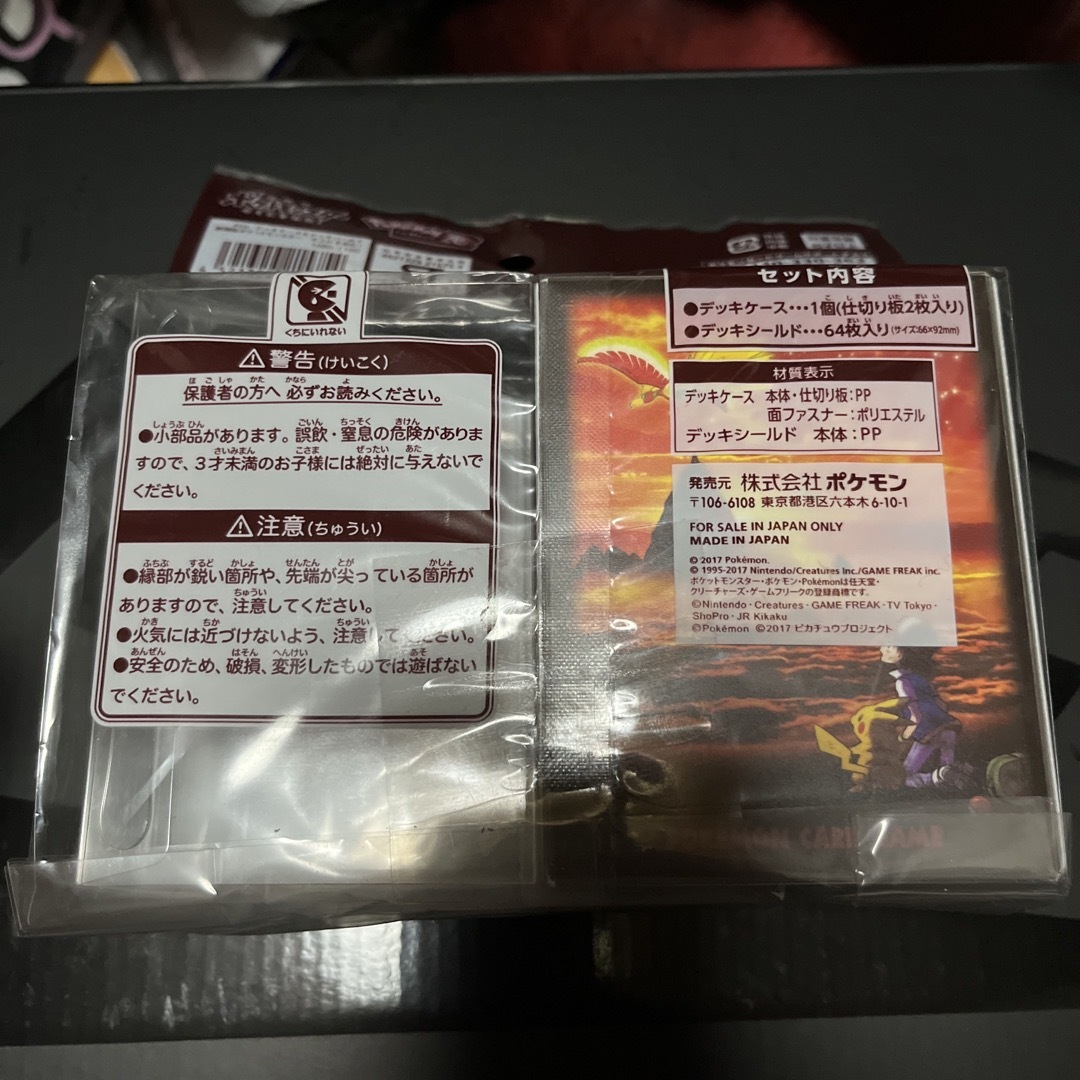 くちにいれない
警告(けいこく)
保護者の方へ 必ずお読みください。
●小部品があります。誤飲・窒息の危険がありま
すので、3才未満のお子様には絶対に与えないで
ください。
注意(ちゅうい)
●縁部が鋭い箇所や、先端が尖っている箇所が
ありますので、注意してください。
●火気には近づけないよう、注意してください。
●安全のため、破損、変形したものでは遊ばない
でください。
セット内容
●デッキケース…1個(仕切り板2枚入り)
●デッキシールド…64枚入り(サイズ:66×92mm)
材質表示
デッキケース 本体・仕切り板:PP
面ファスナー:ポリエステル
デッキシールド 本体:PP
発売元 株式会社 ポケモン
〒106-6108 東京都港区六本木6-10-1
FOR SALE IN JAPAN ONLY
MADE IN JAPAN
© 2017 Pokémon.
© 1995-2017 Nintendo/Creatures Inc./GAME FREAK inc.
ポケットモンスター・ポケモン・Pokémonは任天堂・
クリーチャーズ・ゲームフリークの登録商標です。
©Nintendo・Creatures・GAME FREAK・TV Tokyo・
ShoPro・JR Kikaku
©Pokémon ©2017 ピカチュウプロジェクト
POKÉMON CARD GAME